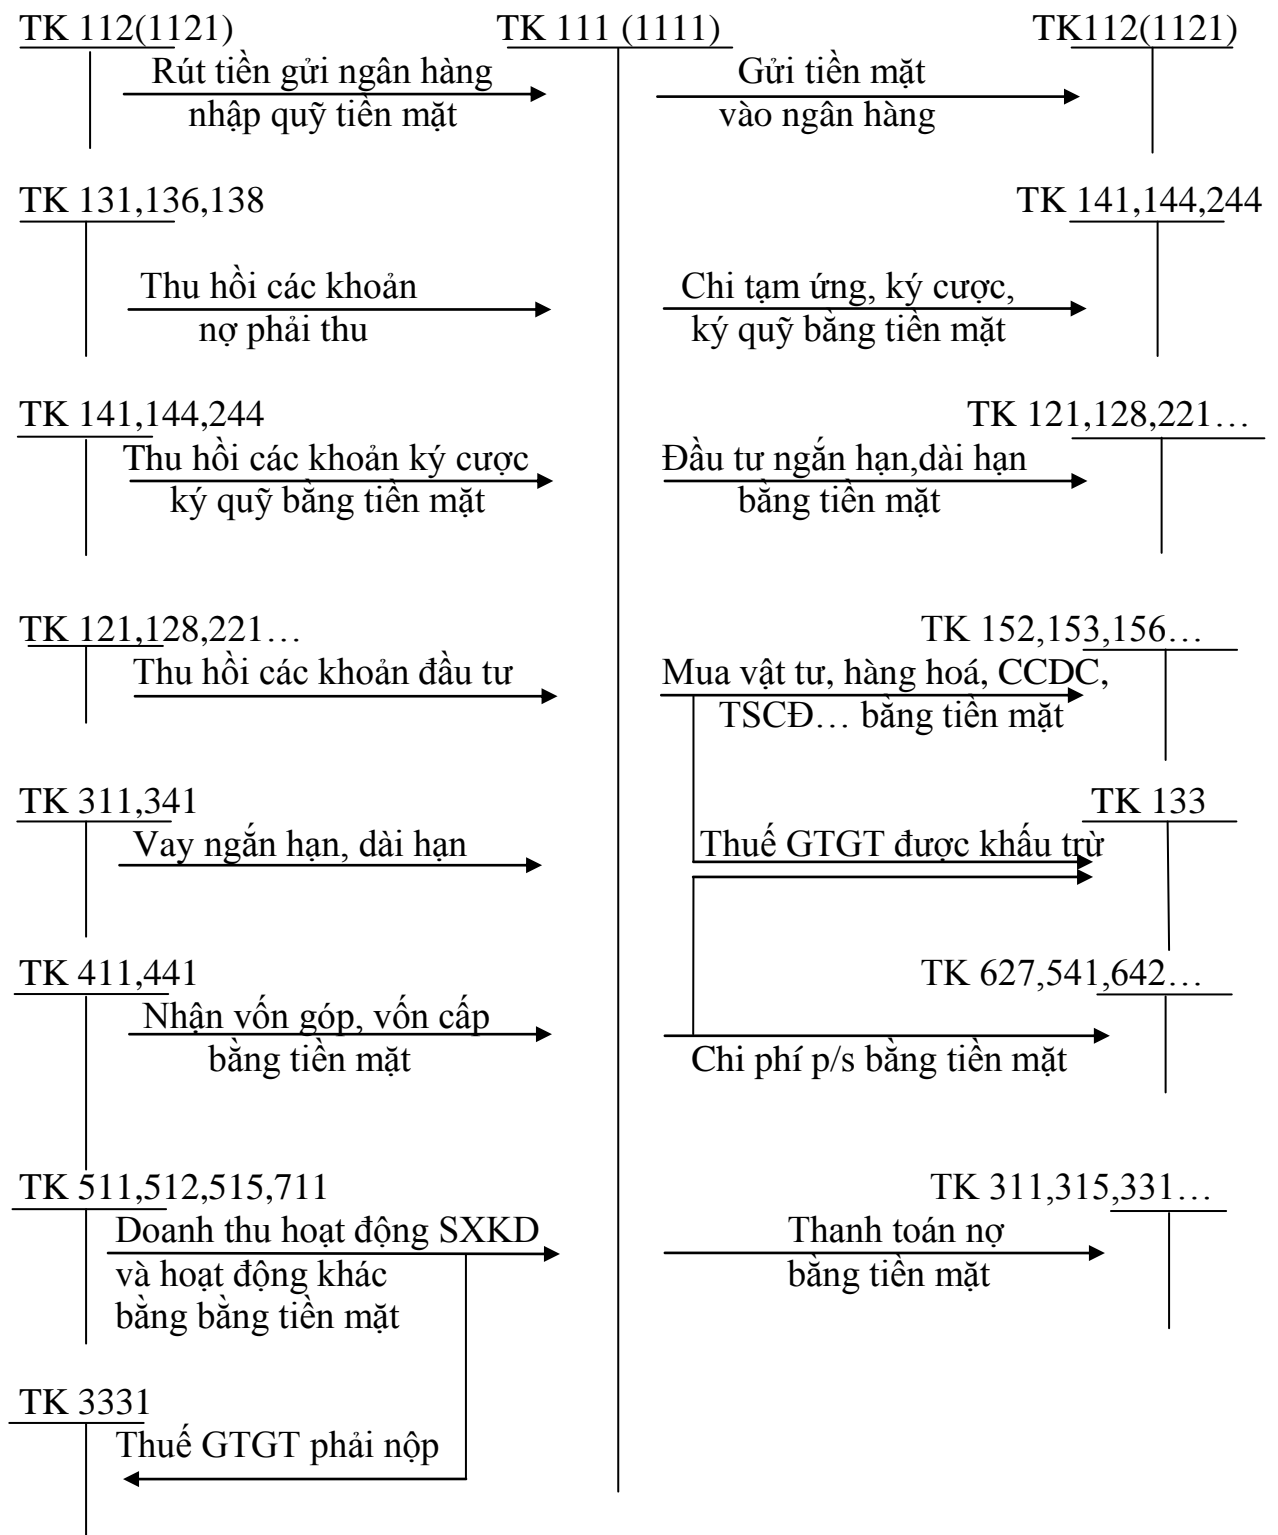 TK 112(1121)
TK 111 (1111)
TK112(1121)
Rút tiền gửi ngân hàng
nhập quỹ tiền mặt
Gửi tiền mặt
vào ngân hàng
TK 131,136,138
TK 141,144,244
Thu hồi các khoản
nợ phải thu
Chi tạm ứng, ký cược,
ký quỹ bằng tiền mặt
TK 141,144,244
TK 121,128,221…
Thu hồi các khoản ký cược
ký quỹ bằng tiền mặt
Đầu tư ngắn hạn,dài hạn
bằng tiền mặt
TK 121,128,221…
TK 152,153,156…
Thu hồi các khoản đầu tư
Mua vật tư, hàng hoá, CCDC,
TSCĐ… bằng tiền mặt
TK 311,341
TK 133
Vay ngắn hạn, dài hạn
Thuế GTGT được khấu trừ
TK 411,441
TK 627,541,642…
Nhận vốn góp, vốn cấp
bằng tiền mặt
Chi phí p/s bằng tiền mặt
TK 511,512,515,711
TK 311,315,331…
Doanh thu hoạt động SXKD
và hoạt động khác
bằng bằng tiền mặt
Thanh toán nợ
bằng tiền mặt
TK 3331
Thuế GTGT phải nộp